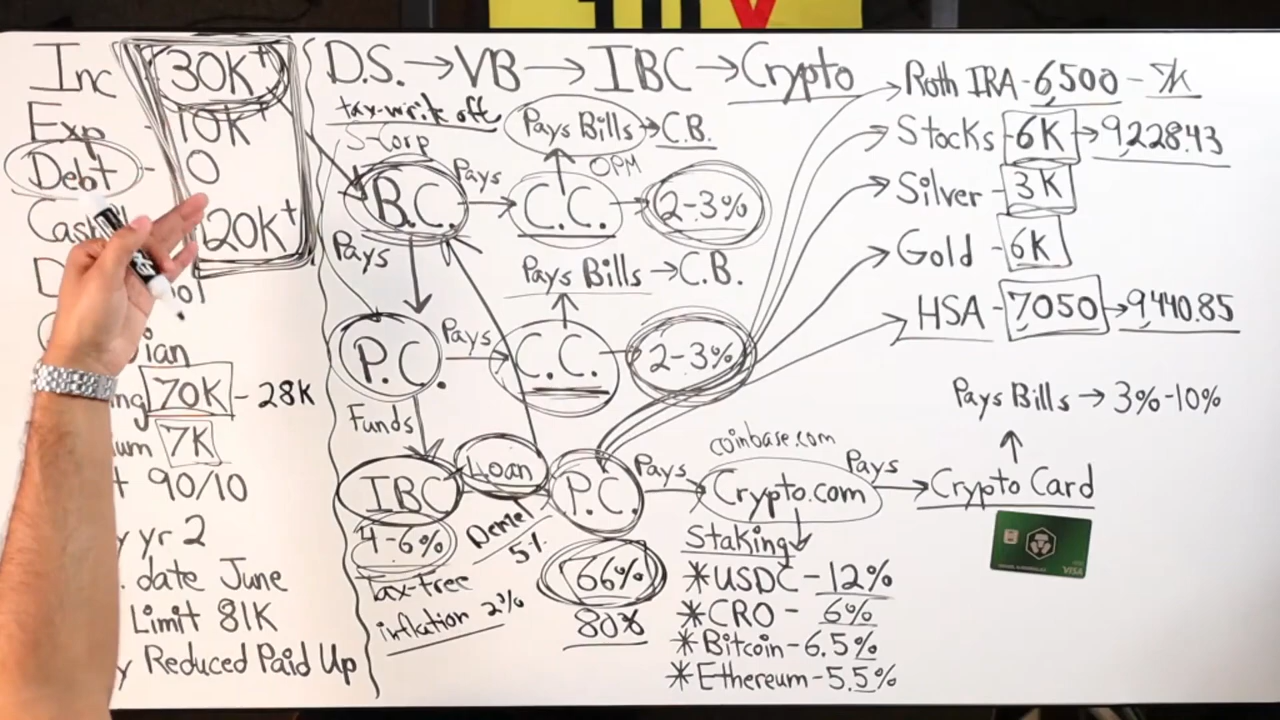 Inc 30K+
Exp - 10K+
Debt - 0
Cash 20K+
70K - 28K
7K
90/10
yr 2
date June
Limit 81K
Reduced Paid Up
D.S. → VB → IBC → Crypto
tax-write off
S-Corp
Pays Bills → C.B.
OPM
B.C. Pays → C.C. → 2-3%
Pays
Pays Bills → C.B.
P.C. Pays → C.C. → 2-3%
Funds
IBC Loan P.C. Pays → Crypto.com Pays → Crypto Card
coinbase.com
4-6%
5%
tax-free
inflation 2%
66%
80%
Staking
*USDC - 12%
*CRO - 6%
*Bitcoin - 6.5%
*Ethereum - 5.5%
Roth IRA - 6,500 - 7k
Stocks - 6K → 9,228.43
Silver - 3K
Gold - 6K
HSA - 7,050 → 9,440.85
Pays Bills → 3%-10%
VISA